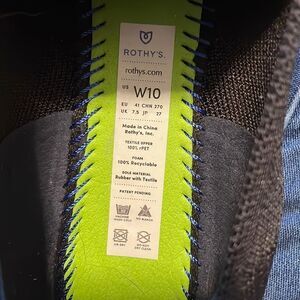 ROTHY'S.
rothys.com
US W10
EU 41 CHN 270
UK 7.5 JP 27
Made in China
Rothy's, Inc.
TEXTILE UPPER
100% rPET
FOAM
100% Recyclable
SOLE MATERIAL
Rubber with Textile
PATENT PENDING
MACHINE WASH COLD
NO BLEACH
AIR DRY
DO NOT DRY CLEAN